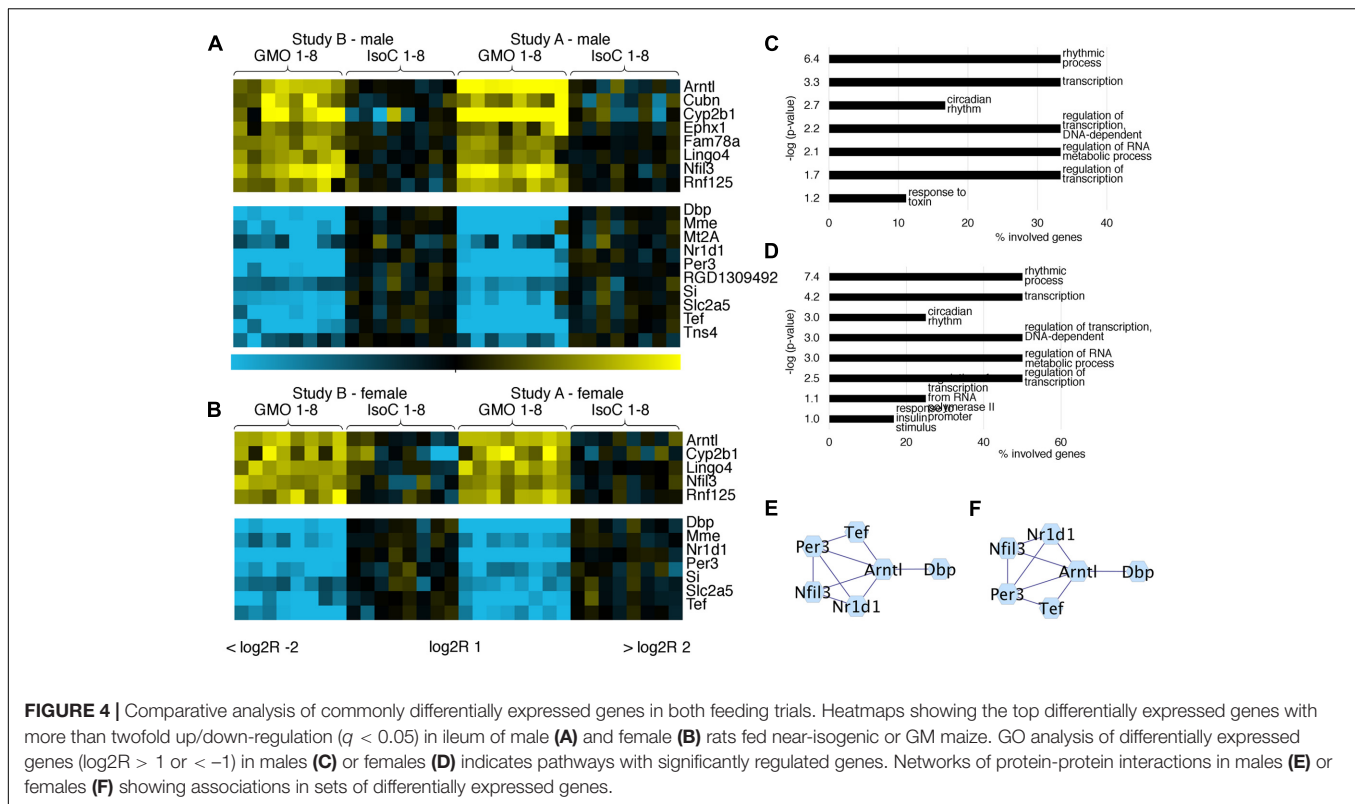 A
Study B - male
Study A - male
GMO 1-8
IsoC 1-8
GMO 1-8
IsoC 1-8
Arntl
Cubn
Cyp2b1
Ephx1
Fam78a
Lingo4
Nfil3
Rnf125
Dbp
Mme
Mt2A
Nr1d1
Per3
RGD1309492
Si
Slc2a5
Tef
Tns4
B
Study B - female
Study A - female
GMO 1-8
IsoC 1-8
GMO 1-8
IsoC 1-8
Arntl
Cyp2b1
Lingo4
Nfil3
Rnf125
Dbp
Mme
Nr1d1
Per3
Si
Slc2a5
Tef
< log2R -2
log2R 1
> log2R 2
C
-log (p-value)
6.4
rhythmic
process
3.3
transcription
2.7
circadian
rhythm
2.2
regulation of
transcription,
DNA-dependent
2.1
regulation of RNA
metabolic process
1.7
regulation of
transcription
1.2
response to
toxin
0
10
20
30
40
% involved genes
D
-log (p-value)
7.4
rhythmic
process
4.2
transcription
3.0
circadian
rhythm
3.0
regulation of transcription,
DNA-dependent
3.0
regulation of RNA
metabolic process
2.5
regulation of
transcription
1.1
regulation of
transcription
from RNA
polymerase II
promoter
1.0
response to
insulin
stimulus
0
20
40
60
% involved genes
E
Tef
Per3
Arntl
Dbp
Nfil3
Nr1d1
F
Nr1d1
Nfil3
Arntl
Dbp
Per3
Tef
FIGURE 4 | Comparative analysis of commonly differentially expressed genes in both feeding trials. Heatmaps showing the top differentially expressed genes with
more than twofold up/down-regulation (q < 0.05) in ileum of male (A) and female (B) rats fed near-isogenic or GM maize. GO analysis of differentially expressed
genes (log2R > 1 or < –1) in males (C) or females (D) indicates pathways with significantly regulated genes. Networks of protein-protein interactions in males (E) or
females (F) showing associations in sets of differentially expressed genes.